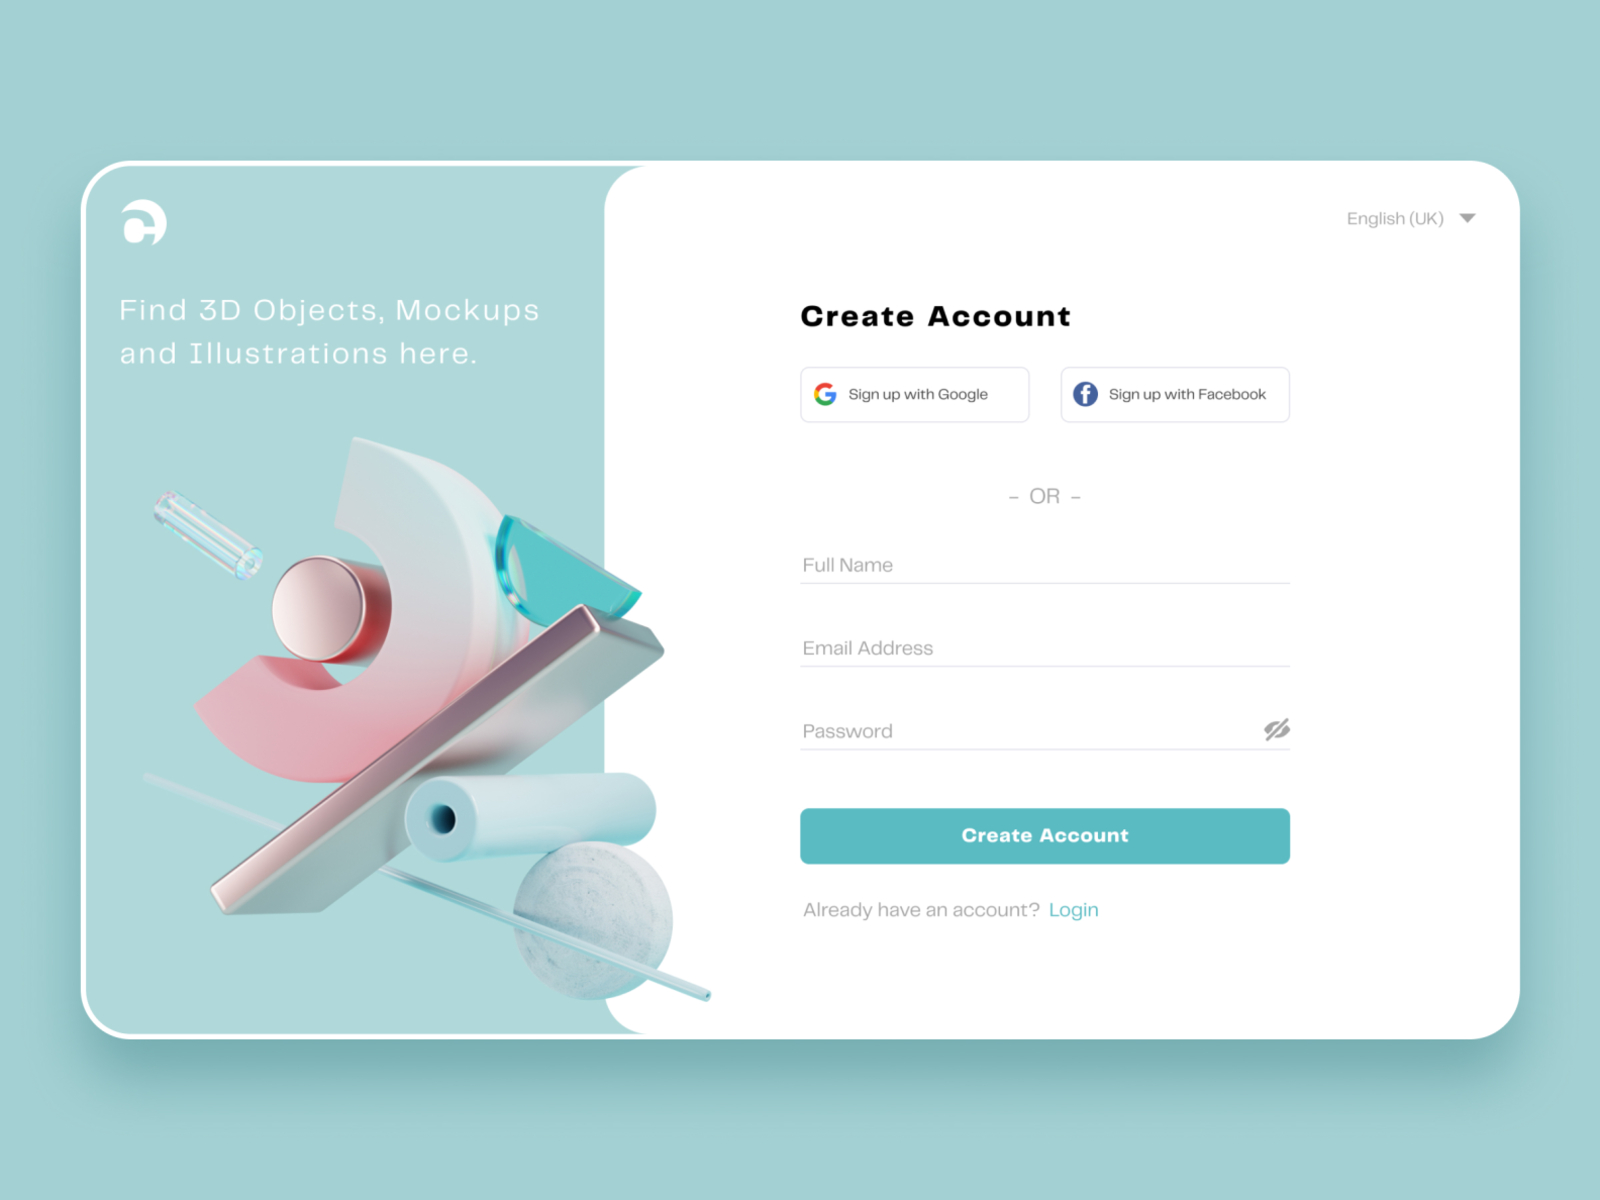 Find 3D Objects, Mockups
and Illustrations here.
English (UK)
Create Account
Sign up with Google
Sign up with Facebook
- OR -
Full Name
Email Address
Password
Create Account
Already have an account? Login